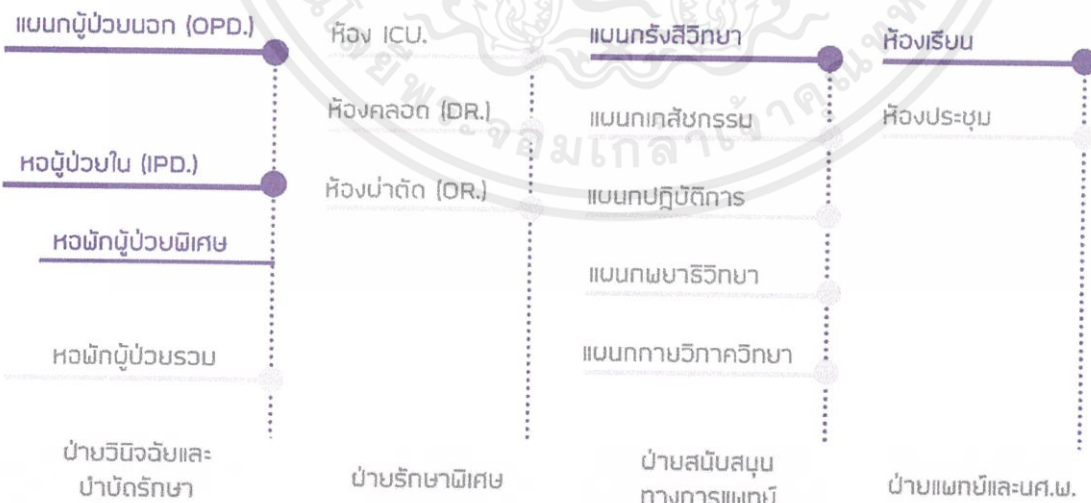 แผนกผู้ป่วยนอก (OPD.)
หอผู้ป่วยใน (IPD.)
หอพักผู้ป่วยพิเศษ
หอพักผู้ป่วยรวม
ฝ่ายวินิจฉัยและ
บำบัดรักษา
ห้อง ICU.
ห้องคลอด (DR.)
ห้องผ่าตัด (OR.)
ฝ่ายรักษาพิเศษ
แผนกรังสีวิทยา
แผนกเภสัชกรรม
แผนกปฏิบัติการ
แผนกพยาธิวิทยา
แผนกกายวิภาควิทยา
ฝ่ายสนับสนุน
ทางการแพทย์
ห้องเรียน
ห้องประชุม
ฝ่ายแพทย์และนศ.พ.